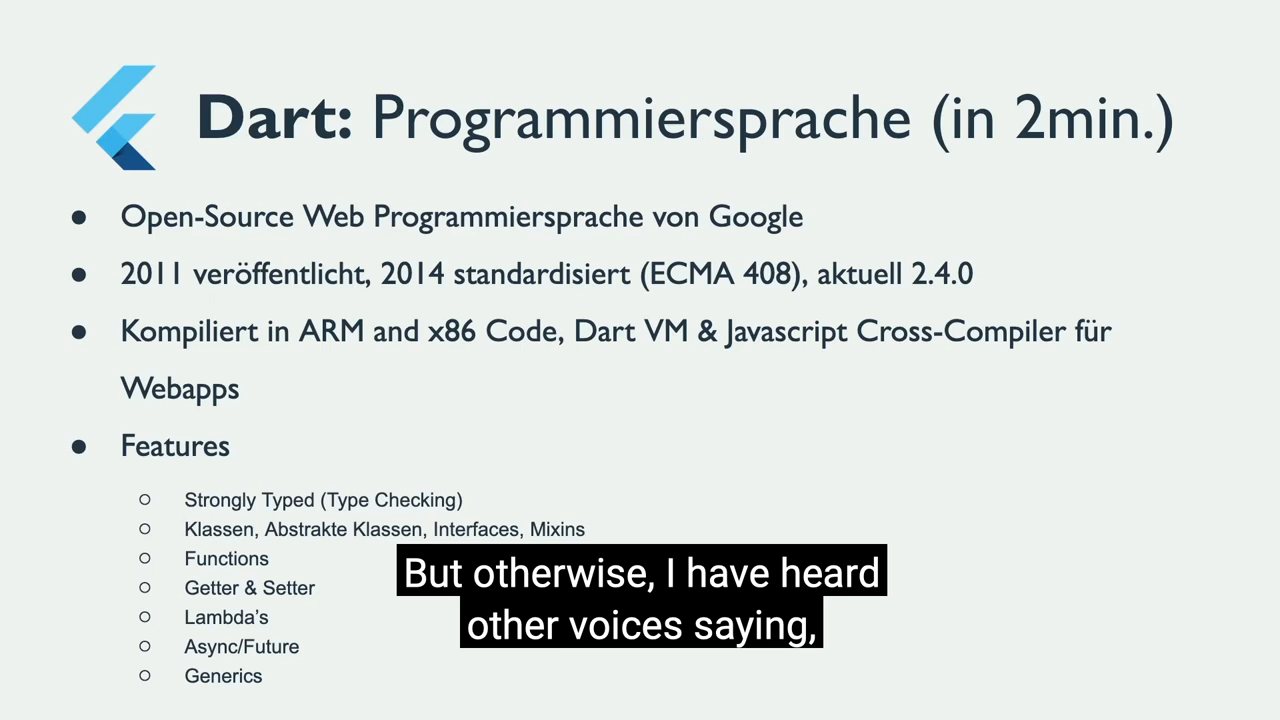 Dart: Programmiersprache (in 2min.)
● Open-Source Web Programmiersprache von Google
● 2011 veröffentlicht, 2014 standardisiert (ECMA 408), aktuell 2.4.0
● Kompiliert in ARM and x86 Code, Dart VM & Javascript Cross-Compiler für
Webapps
● Features
○ Strongly Typed (Type Checking)
○ Klassen, Abstrakte Klassen, Interfaces, Mixins
○ Functions
○ Getter & Setter
○ Lambda's
○ Async/Future
○ Generics
But otherwise, I have heard
other voices saying,